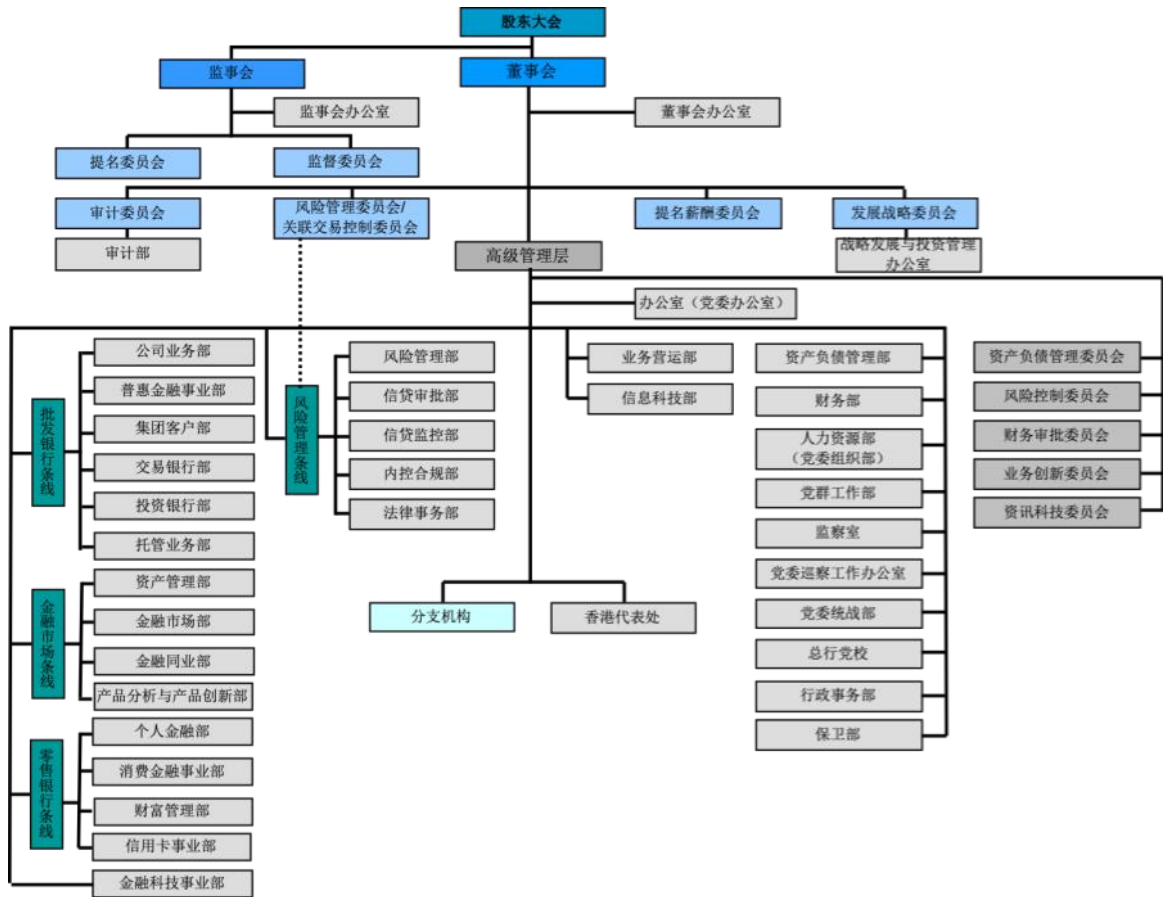 股东大会
监事会
董事会
监事会办公室
董事会办公室
提名委员会
监督委员会
审计委员会
风险管理委员会/
关联交易控制委员会
提名薪酬委员会
发展战略委员会
审计部
高级管理层
战略发展与投资管理
办公室
办公室（党委办公室）
批发银行条线
公司业务部
普惠金融事业部
集团客户部
交易银行部
投资银行部
托管业务部
金融市场条线
资产管理部
金融市场部
金融同业部
产品分析与产品创新部
零售银行条线
个人金融部
消费金融事业部
财富管理部
信用卡事业部
金融科技事业部
风险管理条线
风险管理部
信贷审批部
信贷监控部
内控合规部
法律事务部
分支机构
香港代表处
业务营运部
信息科技部
资产负债管理部
财务部
人力资源部
（党委组织部）
党群工作部
监察室
党委巡察工作办公室
党委统战部
总行党校
行政事务部
保卫部
资产负债管理委员会
风险控制委员会
财务审批委员会
业务创新委员会
资讯科技委员会